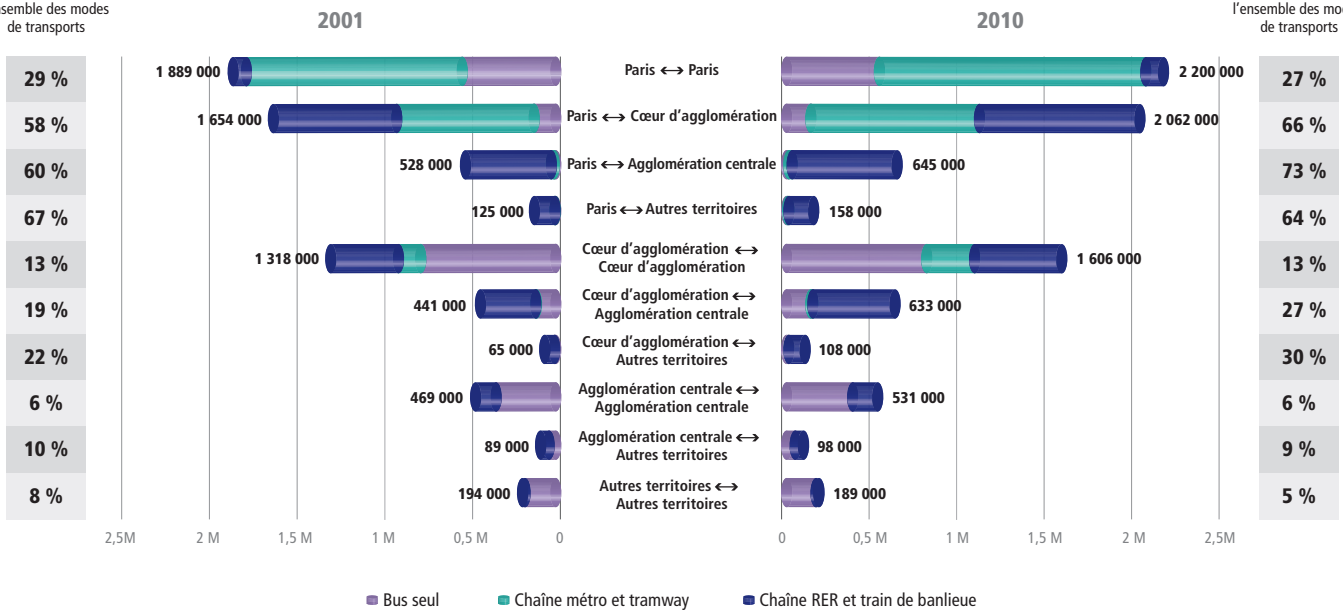 des modes
de transports
2001
2010
l'ensemble des
de transports
29 %
1 889 000
Paris ↔ Paris
2 200 000
27 %
58 %
1 654 000
Paris ↔ Cœur d'agglomération
2 062 000
66 %
60 %
528 000
Paris ↔ Agglomération centrale
645 000
73 %
67 %
125 000
Paris ↔ Autres territoires
158 000
64 %
13 %
1 318 000
Cœur d'agglomération ↔
Cœur d'agglomération
1 606 000
13 %
19 %
441 000
Cœur d'agglomération ↔
Agglomération centrale
633 000
27 %
22 %
65 000
Cœur d'agglomération ↔
Autres territoires
108 000
30 %
6 %
469 000
Agglomération centrale ↔
Agglomération centrale
531 000
6 %
10 %
89 000
Agglomération centrale ↔
Autres territoires
98 000
9 %
8 %
194 000
Autres territoires ↔
Autres territoires
189 000
5 %
2,5M 2 M 1,5 M 1 M 0,5 M 0
0 0,5 M 1 M 1,5 M 2 M 2,5M
Bus seul Chaîne métro et tramway Chaîne RER et train de banlieue